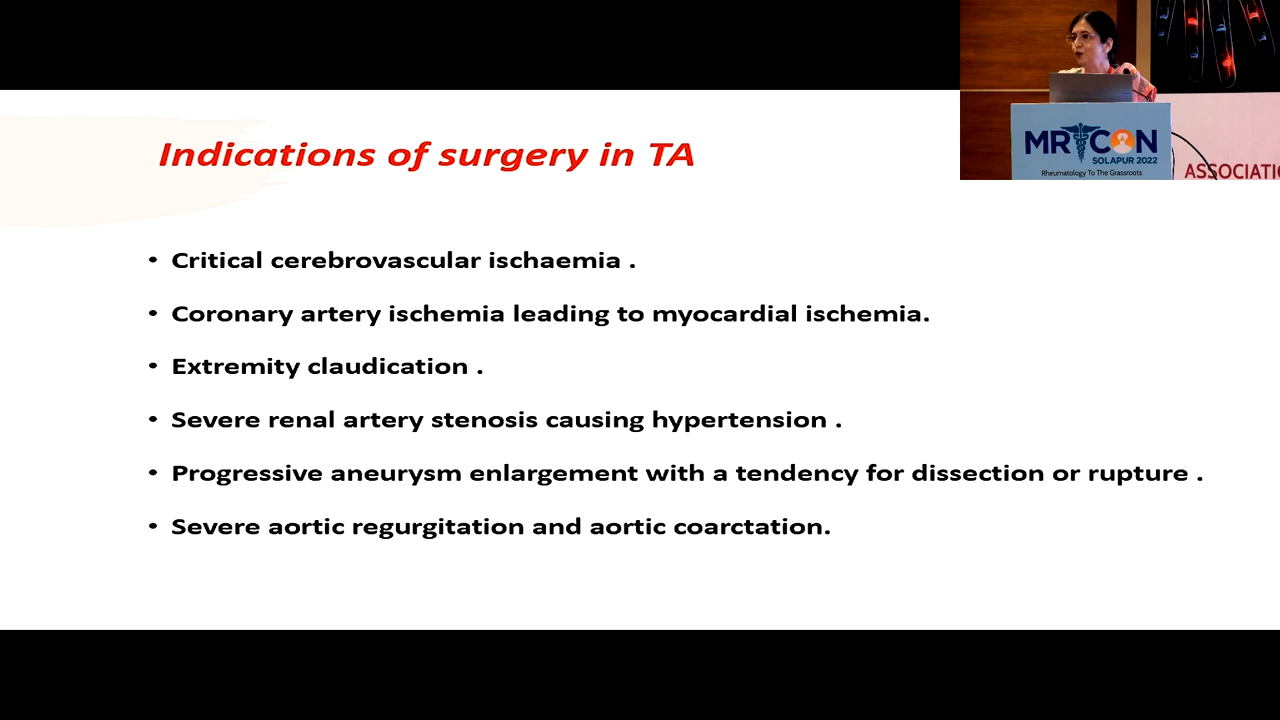 Indications of surgery in TA
• Critical cerebrovascular ischaemia .
• Coronary artery ischemia leading to myocardial ischemia.
• Extremity claudication .
• Severe renal artery stenosis causing hypertension .
• Progressive aneurysm enlargement with a tendency for dissection or rupture .
• Severe aortic regurgitation and aortic coarctation.
MRCON
SOLAPUR 2022
Rheumatology To The Grassroots
ASSOCIATI